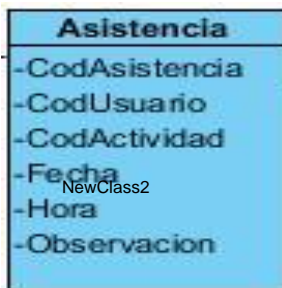 Asistencia
-CodAsistencia
-CodUsuario
-CodActividad
-Fecha
NewClass2
-Hora
-Observacion